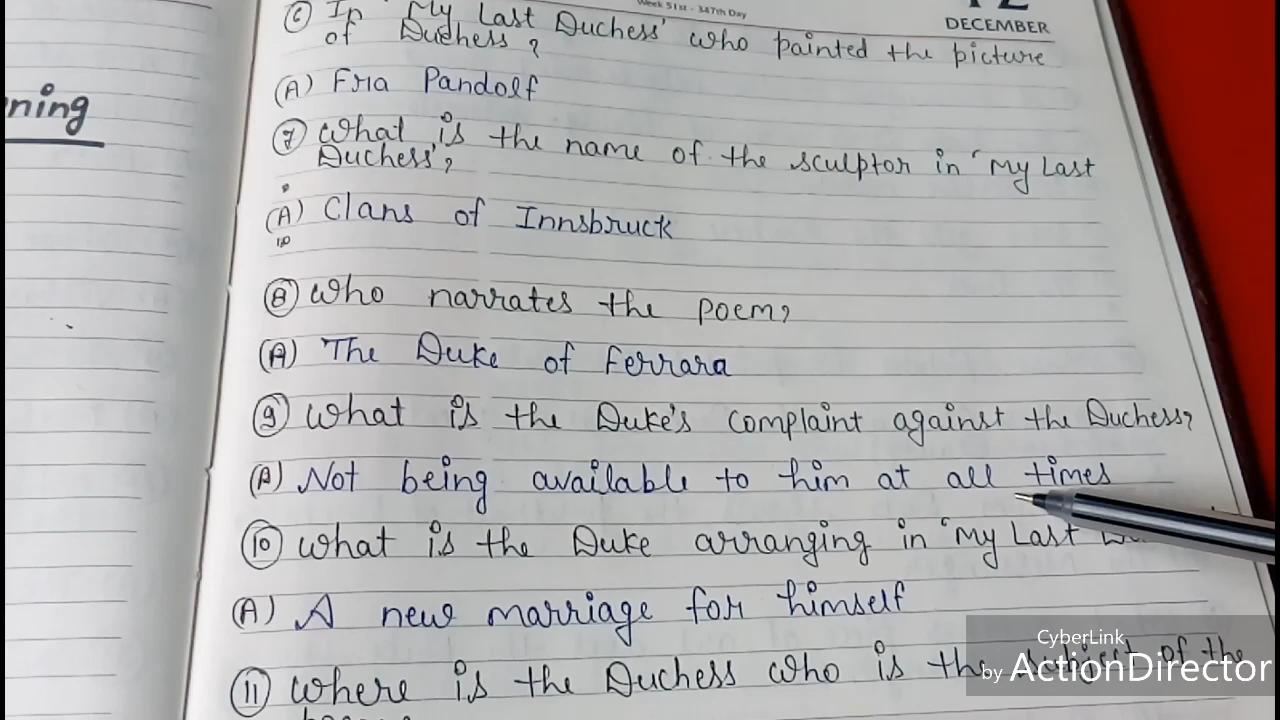 Week 51st - 347th Day
12
DECEMBER
ning
6 In 'My Last Duchess' who painted the picture
of Duchess?
(A) Fra Pandolf
7 What is the name of the sculptor in 'My Last
Duchess'?
(A) Clans of Innsbruck
8 Who narrates the poem?
(A) The Duke of Ferrara
9 What is the Duke's complaint against the Duchess?
(A) Not being available to him at all times
10 What is the Duke arranging in 'My Last
(A) A new marriage for himself
11 Where is the Duchess who is the subject of the
CyberLink
by ActionDirector